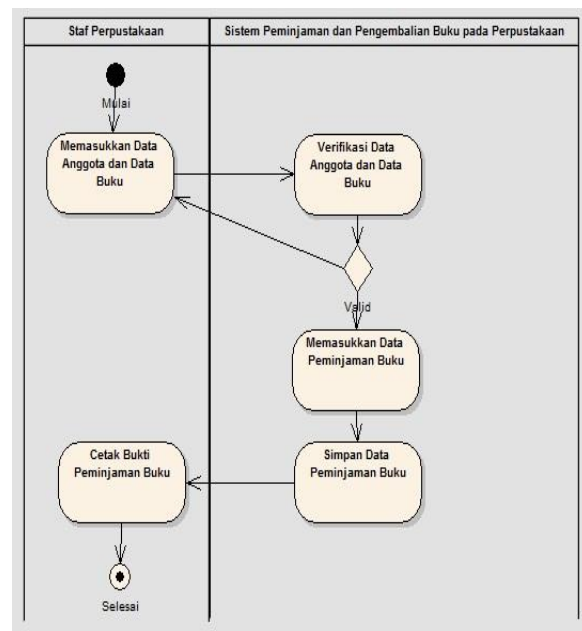 Staf Perpustakaan
Sistem Peminjaman dan Pengembalian Buku pada Perpustakaan
Mulai
Memasukkan Data
Anggota dan Data
Buku
Verifikasi Data
Anggota dan Data
Buku
Valid
Memasukkan Data
Peminjaman Buku
Simpan Data
Peminjaman Buku
Cetak Bukti
Peminjaman Buku
Selesai